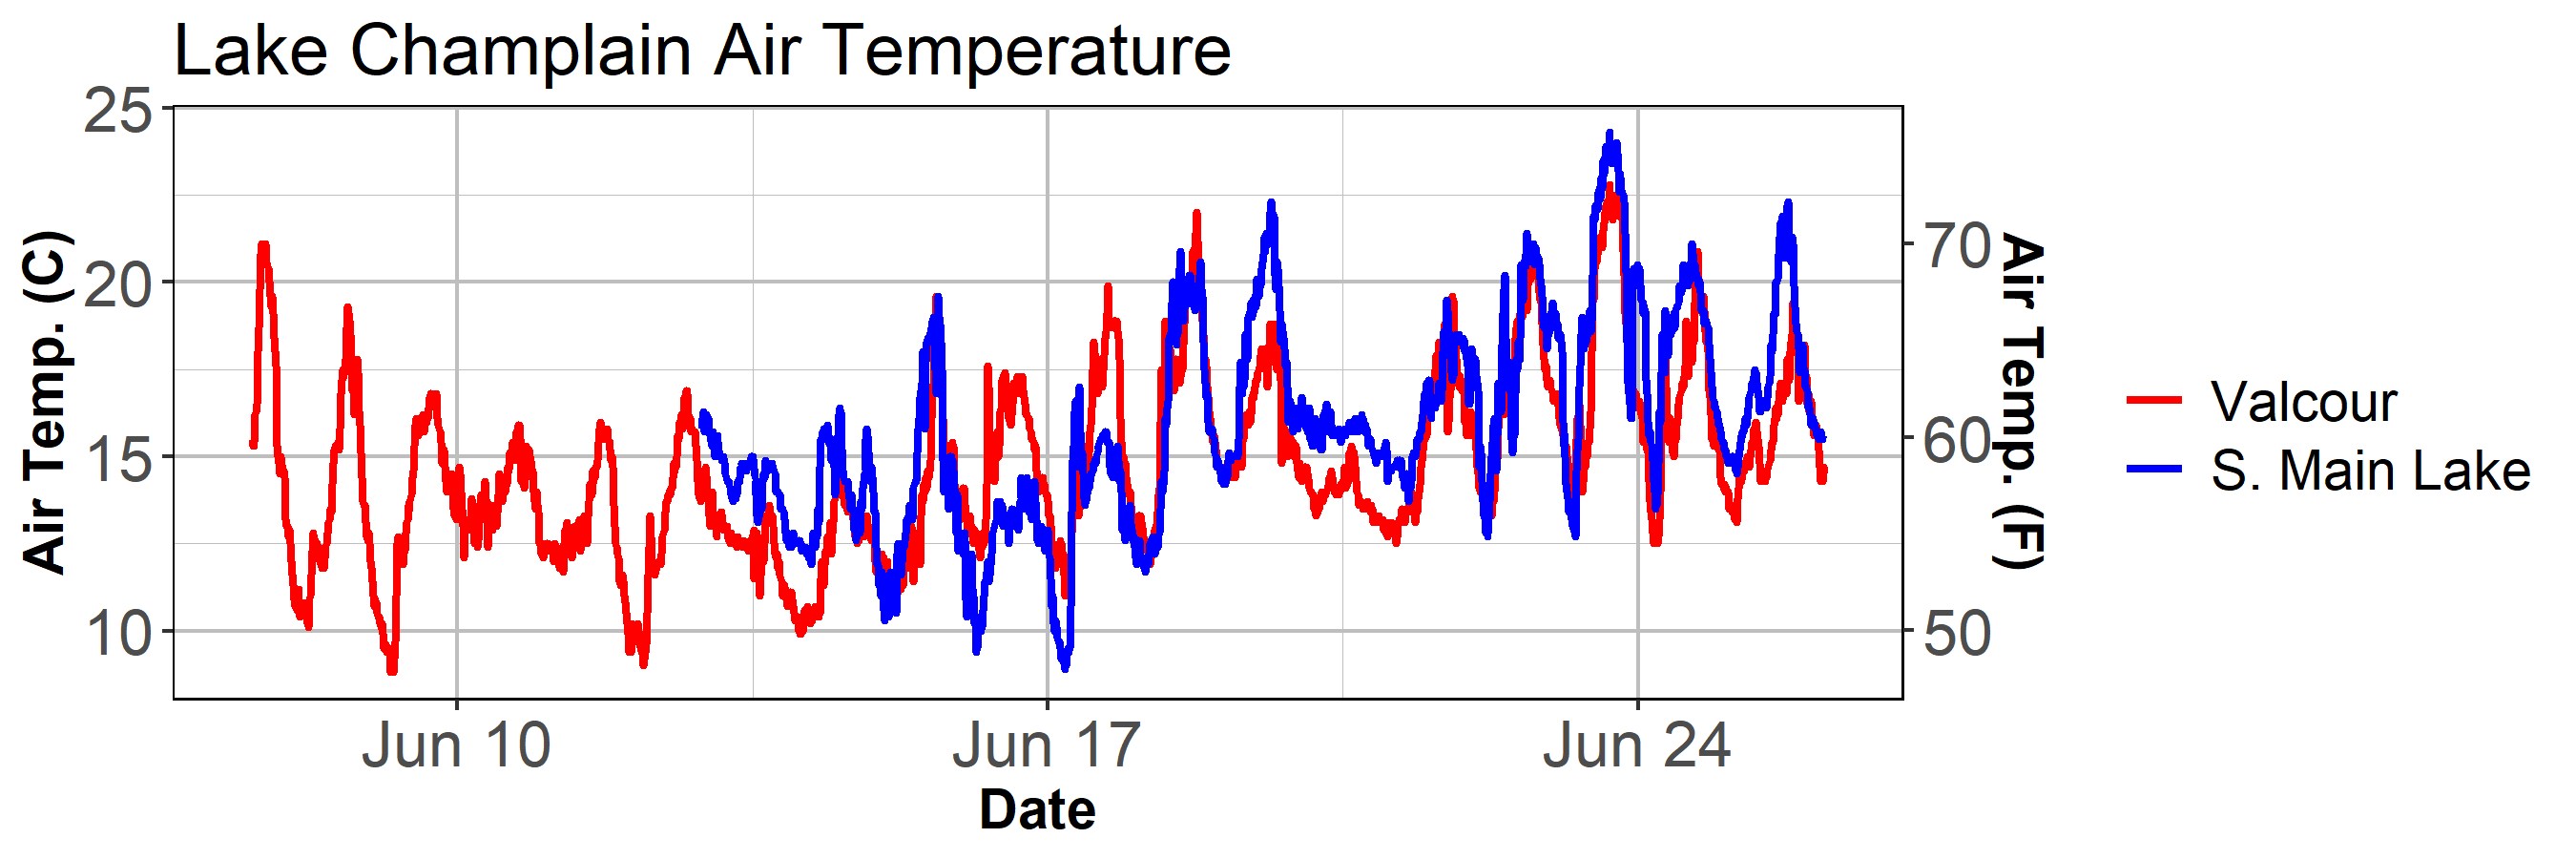 Lake Champlain Air Temperature
25
20
15
10
Air Temp. (C)
70
60
50
Air Temp. (F)
Jun 10
Jun 17
Jun 24
Date
Valcour
S. Main Lake